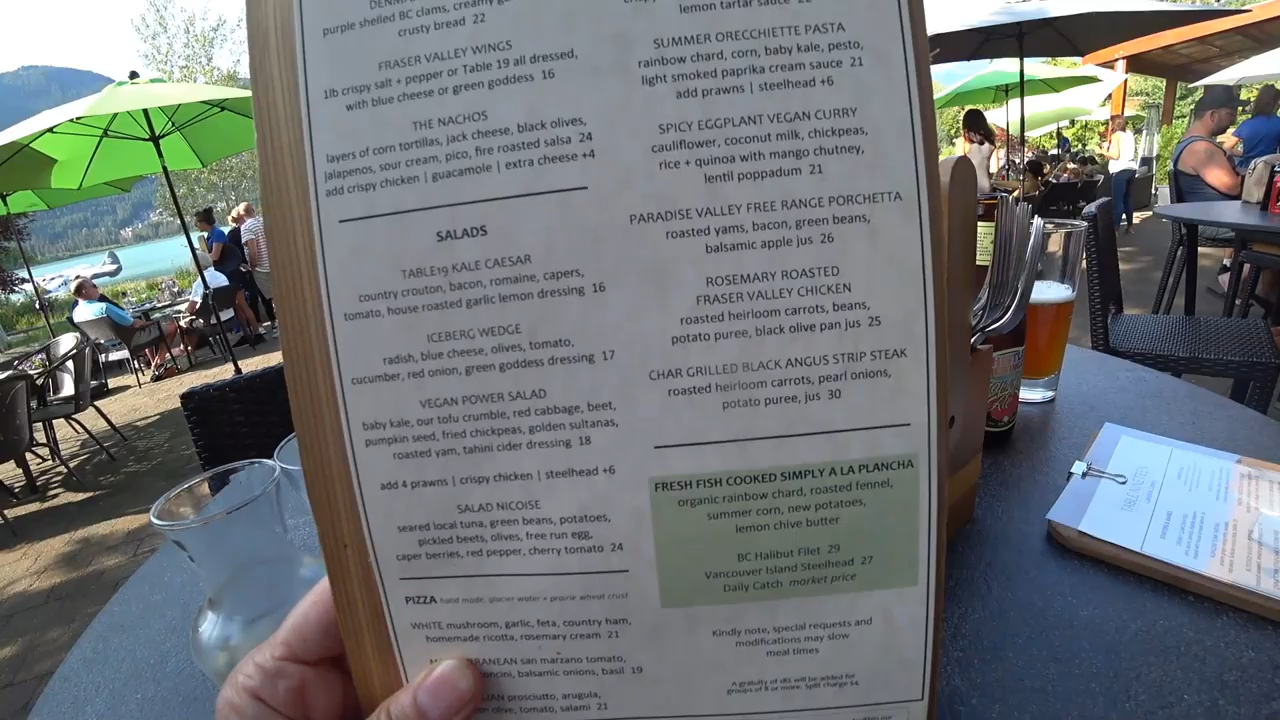 purple shelled BC clams, creamy
crusty bread 22
FRASER VALLEY WINGS
1lb crispy salt + pepper or Table 19 all dressed,
with blue cheese or green goddess 16
THE NACHOS
layers of corn tortillas, jack cheese, black olives,
jalapenos, sour cream, pico, fire roasted salsa 24
add crispy chicken | guacamole | extra cheese +4
SALADS
TABLE19 KALE CAESAR
country crouton, bacon, romaine, capers,
tomato, house roasted garlic lemon dressing 16
ICEBERG WEDGE
radish, blue cheese, olives, tomato,
cucumber, red onion, green goddess dressing 17
VEGAN POWER SALAD
baby kale, our tofu crumble, red cabbage, beet,
pumpkin seed, fried chickpeas, golden sultanas,
roasted yam, tahini cider dressing 18
add 4 prawns | crispy chicken | steelhead +6
SALAD NICOISE
seared local tuna, green beans, potatoes,
pickled beets, olives, free run egg,
caper berries, red pepper, cherry tomato 24
PIZZA hand made, glacier water + prairie wheat crust
WHITE mushroom, garlic, feta, country ham,
homemade ricotta, rosemary cream 21
san marzano tomato,
balsamic onions, basil 19
prosciutto, arugula,
olive, tomato, salami 21
lemon tartar sauce
SUMMER ORECCHIETTE PASTA
rainbow chard, corn, baby kale, pesto,
light smoked paprika cream sauce 21
add prawns | steelhead +6
SPICY EGGPLANT VEGAN CURRY
cauliflower, coconut milk, chickpeas,
rice + quinoa with mango chutney,
lentil poppadum 21
PARADISE VALLEY FREE RANGE PORCHETTA
roasted yams, bacon, green beans,
balsamic apple jus 26
ROSEMARY ROASTED
FRASER VALLEY CHICKEN
roasted heirloom carrots, beans,
potato puree, black olive pan jus 25
CHAR GRILLED BLACK ANGUS STRIP STEAK
roasted heirloom carrots, pearl onions,
potato puree, jus 30
FRESH FISH COOKED SIMPLY A LA PLANCHA
organic rainbow chard, roasted fennel,
summer corn, new potatoes,
lemon chive butter
BC Halibut Filet 29
Vancouver Island Steelhead 27
Daily Catch market price
Kindly note, special requests and
modifications may slow
meal times
A gratuity of 18% will be added for
groups of 8 or more. Split charge $4